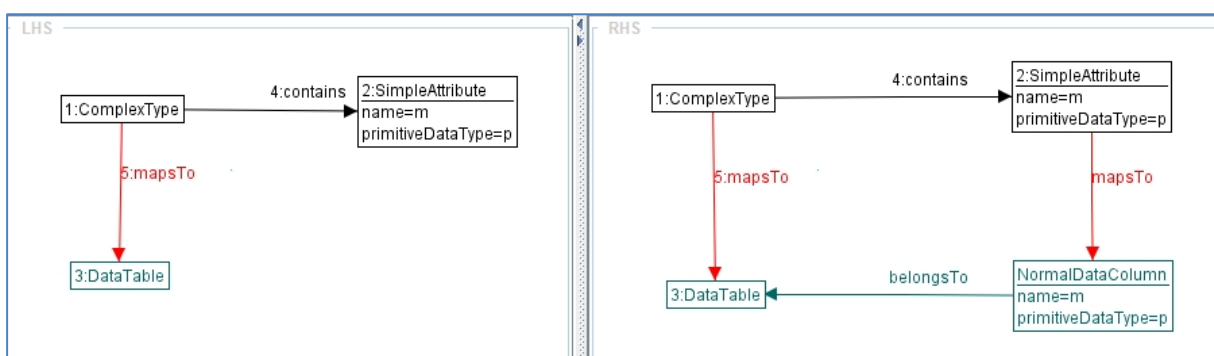 LHS
4:contains
2:SimpleAttribute
name=m
primitiveDataType=p
1:ComplexType
5:mapsTo
3:DataTable
RHS
4:contains
2:SimpleAttribute
name=m
primitiveDataType=p
1:ComplexType
5:mapsTo
mapsTo
3:DataTable
belongsTo
NormalDataColumn
name=m
primitiveDataType=p